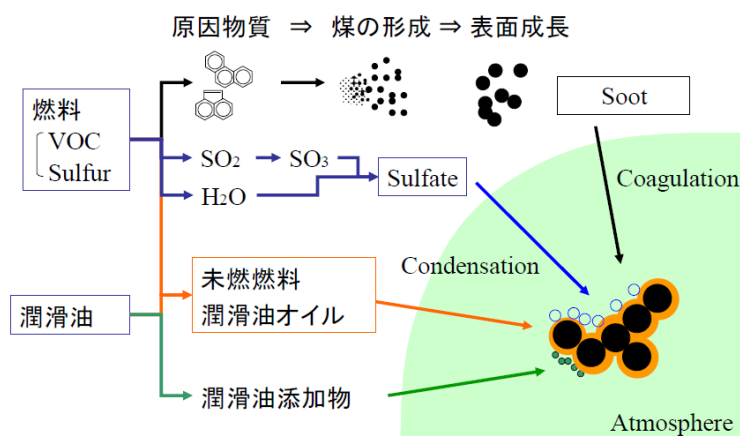 原因物質 ⇒ 煤の形成 ⇒ 表面成長
燃料
VOC
Sulfur
Soot
SO2
SO3
H2O
Sulfate
Coagulation
Condensation
未燃燃料
潤滑油オイル
潤滑油
潤滑油添加物
Atmosphere